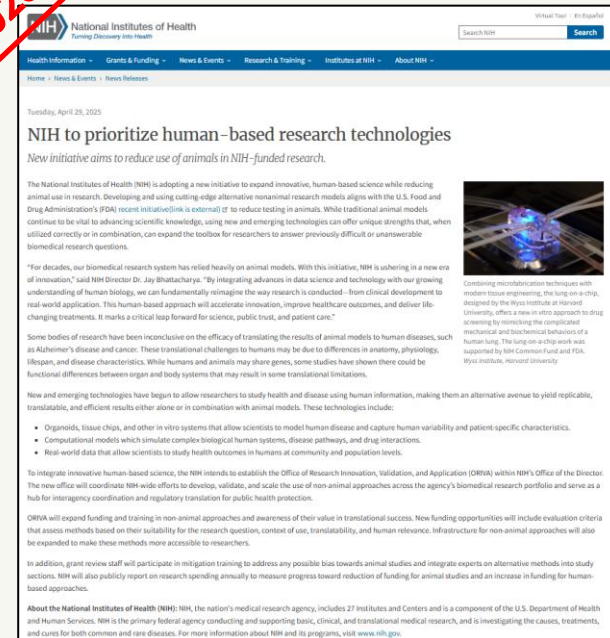 NIH
National Institutes of Health
Turning Discovery Into Health
Virtual Tour | En Español
Search NIH
Search
Health Information
Grants & Funding
News & Events
Research & Training
Institutes at NIH
About NIH
Home > News & Events > News Releases
Tuesday, April 29, 2025
NIH to prioritize human-based research technologies
New initiative aims to reduce use of animals in NIH-funded research.
The National Institutes of Health (NIH) is adopting a new initiative to expand innovative, human-based science while reducing
animal use in research. Developing and using cutting-edge alternative nonanimal research models aligns with the U.S. Food and
Drug Administration's (FDA) recent initiative(link is external) to reduce testing in animals. While traditional animal models
continue to be vital to advancing scientific knowledge, using new and emerging technologies can offer unique strengths that, when
utilized correctly or in combination, can expand the toolbox for researchers to answer previously difficult or unanswerable
biomedical research questions.
"For decades, our biomedical research system has relied heavily on animal models. With this initiative, NIH is ushering in a new era
of innovation," said NIH Director Dr. Jay Bhattacharya. "By integrating advances in data science and technology with our growing
understanding of human biology, we can fundamentally reimagine the way research is conducted—from clinical development to
real-world application. This human-based approach will accelerate innovation, improve healthcare outcomes, and deliver life-
changing treatments. It marks a critical leap forward for science, public trust, and patient care."
Combining microfabrication techniques with
modern tissue engineering, the lung-on-a-chip,
designed by the Wyss Institute at Harvard
University, offers a new in vitro approach to drug
screening by mimicking the complicated
mechanical and biochemical behaviors of a
human lung. The lung-on-a-chip work was
supported by NIH Common Fund and FDA.
Wyss Institute, Harvard University
Some bodies of research have been inconclusive on the efficacy of translating the results of animal models to human diseases, such
as Alzheimer's disease and cancer. These translational challenges to humans may be due to differences in anatomy, physiology,
lifespan, and disease characteristics. While humans and animals may share genes, some studies have shown there could be
functional differences between organ and body systems that may result in some translational limitations.
New and emerging technologies have begun to allow researchers to study health and disease using human information, making them an alternative avenue to yield replicable,
translatable, and efficient results either alone or in combination with animal models. These technologies include:
• Organoids, tissue chips, and other in vitro systems that allow scientists to model human disease and capture human variability and patient-specific characteristics.
• Computational models which simulate complex biological human systems, disease pathways, and drug interactions.
• Real-world data that allow scientists to study health outcomes in humans at community and population levels.
To integrate innovative human-based science, the NIH intends to establish the Office of Research Innovation, Validation, and Application (ORIVA) within NIH's Office of the Director.
The new office will coordinate NIH-wide efforts to develop, validate, and scale the use of non-animal approaches across the agency's biomedical research portfolio and serve as a
hub for interagency coordination and regulatory translation for public health protection.
ORIVA will expand funding and training in non-animal approaches and awareness of their value in translational success. New funding opportunities will include evaluation criteria
that assess methods based on their suitability for the research question, context of use, translatability, and human relevance. Infrastructure for non-animal approaches will also
be expanded to make these methods more accessible to researchers.
In addition, grant review staff will participate in mitigation training to address any possible bias towards animal studies and integrate experts on alternative methods into study
sections. NIH will also publicly report on research spending annually to measure progress toward reduction of funding for animal studies and an increase in funding for human-
based approaches.
About the National Institutes of Health (NIH): NIH, the nation's medical research agency, includes 27 Institutes and Centers and is a component of the U.S. Department of Health
and Human Services. NIH is the primary federal agency conducting and supporting basic, clinical, and translational medical research, and is investigating the causes, treatments,
and cures for both common and rare diseases. For more information about NIH and its programs, visit www.nih.gov.